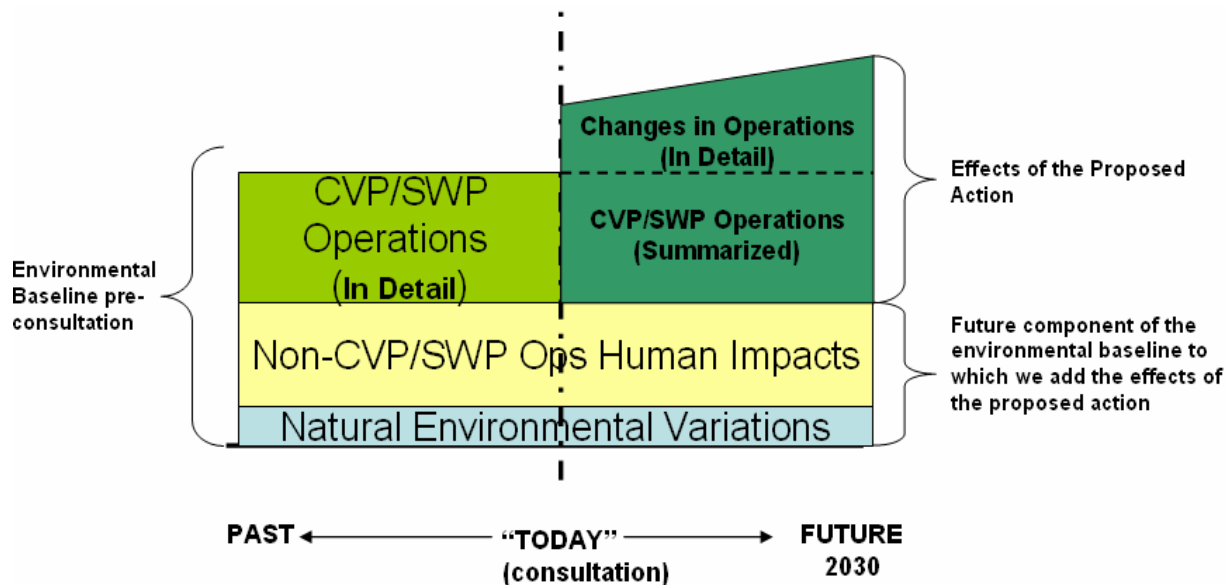 Environmental
Baseline pre-
consultation
CVP/SWP
Operations
(In Detail)
Changes in Operations
(In Detail)
CVP/SWP Operations
(Summarized)
Effects of the Proposed
Action
Non-CVP/SWP Ops Human Impacts
Natural Environmental Variations
Future component of the
environmental baseline to
which we add the effects of
the proposed action
PAST
“TODAY”
(consultation)
FUTURE
2030